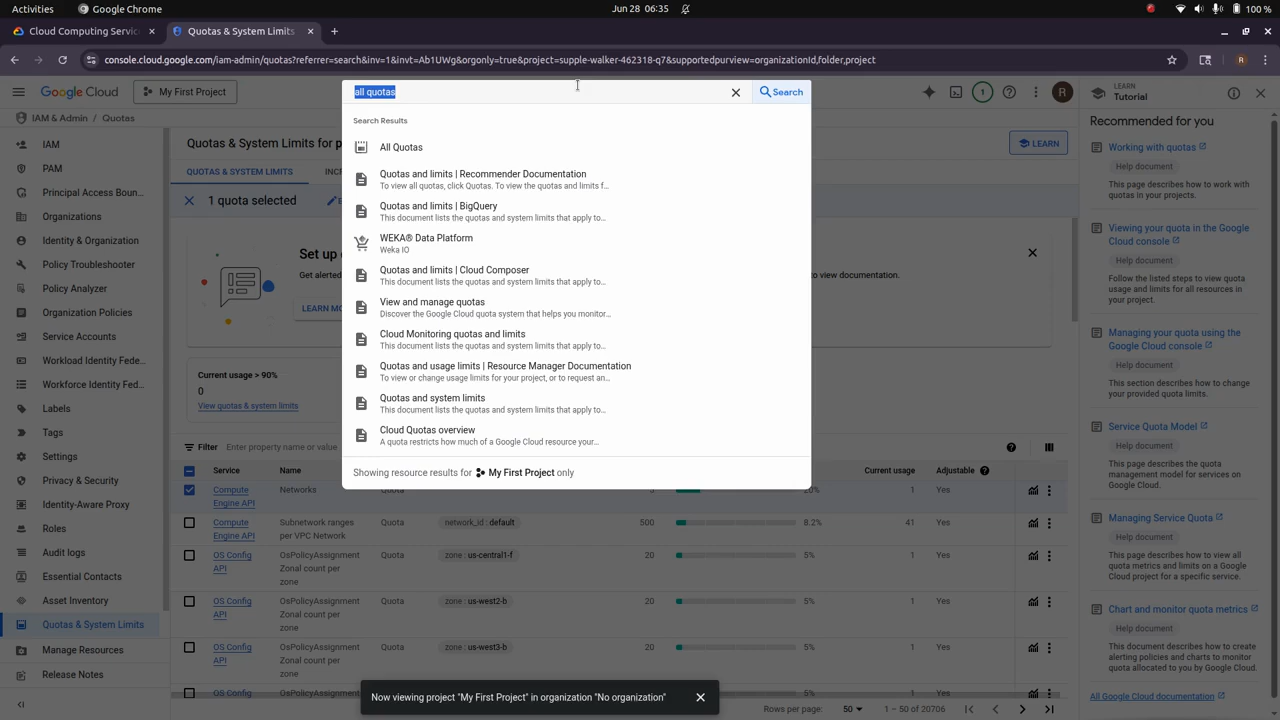 Activities
Google Chrome
Jun 28 06:35
100 %
Cloud Computing Servic
Quotas & System Limits
console.cloud.google.com/iam-admin/quotas?referrer=search&inv=1&invt=Ab1UWg&orgonly=true&project=supple-walker-462318-q7&supportedpurview=organizationId,folder,project
R
Google Cloud
My First Project
all quotas
Search
1
R
LEARN
Tutorial
IAM & Admin / Quotas
IAM
PAM
Principal Access Boun...
Organizations
Identity & Organization
Policy Troubleshooter
Policy Analyzer
Organization Policies
Service Accounts
Workload Identity Fede...
Workforce Identity Fed...
Labels
Tags
Settings
Privacy & Security
Identity-Aware Proxy
Roles
Audit logs
Essential Contacts
Asset Inventory
Quotas & System Limits
Manage Resources
Release Notes
Quotas & System Limits for p
LEARN
QUOTAS & SYSTEM LIMITS
INCR
1 quota selected
Set up
Get alerted
to view documentation.
LEARN MO
Current usage > 90%
0
View quotas & networks limits
Search Results
All Quotas
Quotas and limits | Recommender Documentation
To view all quotas, click Quotas. To view the quotas and limits f...
Quotas and limits | BigQuery
This document lists the quotas and system limits that apply to...
WEKA® Data Platform
Weka IO
Quotas and limits | Cloud Composer
This document lists the quotas and system limits that apply to...
View and manage quotas
Discover the Google Cloud quota system that helps you monitor...
Cloud Monitoring quotas and limits
This document lists the quotas and system limits that apply to...
Quotas and usage limits | Resource Manager Documentation
To view or change usage limits for your project, or to request an...
Quotas and system limits
This document lists the quotas and system limits that apply to...
Cloud Quotas overview
A quota restricts how much of a Google Cloud resource your...
Showing resource results for My First Project only
Filter Enter property name or value
Service Name Current usage Adjustable
Compute Engine API Networks Quota 5 20% 1 Yes
Compute Engine API Subnetwork ranges per VPC Network Quota network_id : default 500 8.2% 41 Yes
OS Config API OsPolicyAssignment Zonal count per zone Quota zone : us-central1-f 20 5% 1 Yes
OS Config API OsPolicyAssignment Zonal count per zone Quota zone : us-west2-b 20 5% 1 Yes
OS Config API OsPolicyAssignment Zonal count per zone Quota zone : us-west3-b 20 5% 1 Yes
OS Config OsPolicyAssignment Quota 20 5% 1 Yes
Now viewing project "My First Project" in organization "No organization"
Rows per page: 50 1 – 50 of 20706
Recommended for you
Working with quotas
Help document
This page describes how to work with quotas in your projects.
Viewing your quota in the Google Cloud console
Help document
Follow the listed steps to view quota usage and limits for all resources in your project.
Managing your quota using the Google Cloud console
Help document
This section describes how to change your provided quota limits.
Service Quota Model
Help document
This page describes the quota management model for services on Google Cloud.
Managing Service Quota
Help document
This page describes how to view all quota metrics and limits on a Google Cloud project for a specific service.
Chart and monitor quota metrics
Help document
This document describes how to create alerting policies and charts to monitor quota allocated to you by Google Cloud.
All Google Cloud documentation